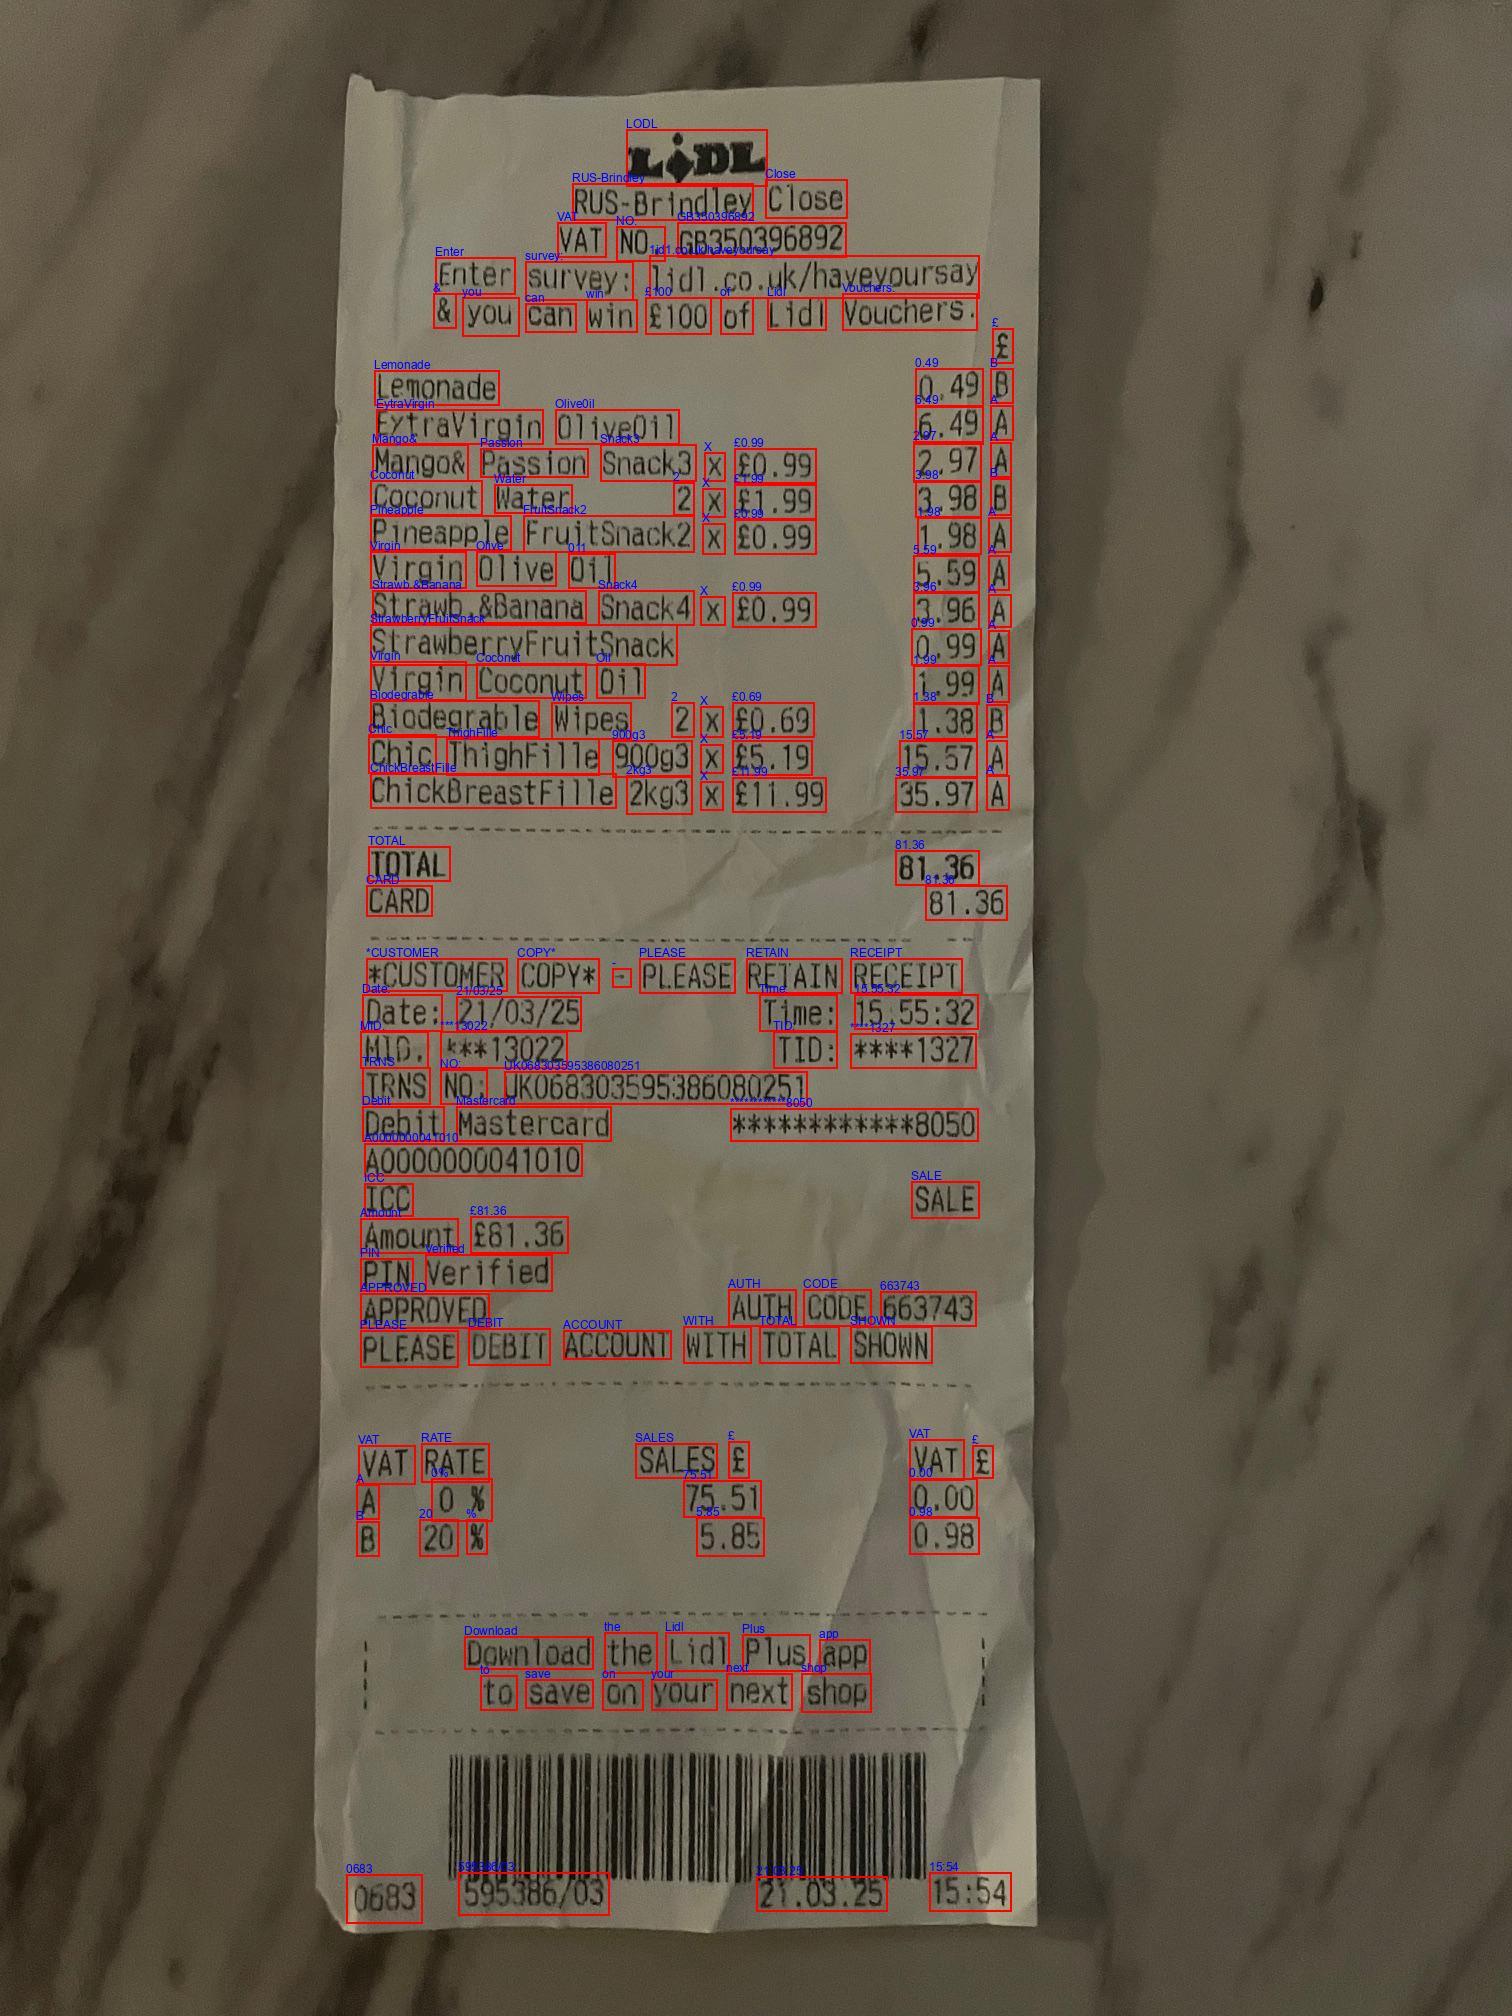 LiDL
RUS-Brindley Close
VAT NO. GB350396892
Enter survey: lidl.co.uk/haveyoursay
& you can win £100 of Lidl Vouchers.
£
Lemonade 0.49 B
ExtraVirgin OliveOil 6.49 A
Mango& Passion Snack3 x £0.99 2.97 A
Coconut Water 2 x £1.99 3.98 B
Pineapple FruitSnack2 x £0.99 1.98 A
Virgin Olive Oil 5.59 A
Strawb.&Banana Snack4 x £0.99 3.96 A
StrawberryFruitSnack 0.99 A
Virgin Coconut Oil 1.99 A
Biodegrable Wipes 2 x £0.69 1.38 B
Chic ThighFille 900g3 x £5.19 15.57 A
ChickBreastFille 2kg3 x £11.99 35.97 A
TOTAL 81.36
CARD 81.36
*CUSTOMER COPY* - PLEASE RETAIN RECEIPT
Date: 21/03/25 Time: 15:55:32
MID: ***13022 TID: ****1327
TRNS NO: UK068303595386080251
Debit Mastercard ************8050
A0000000041010
ICC SALE
Amount £81.36
PIN Verified
APPROVED AUTH CODE 663743
PLEASE DEBIT ACCOUNT WITH TOTAL SHOWN
VAT RATE SALES £ VAT £
A 0 % 75.51 0.00
B 20 % 5.85 0.98
Download the Lidl Plus app
to save on your next shop
0683 595386/03 21.03.25 15:54